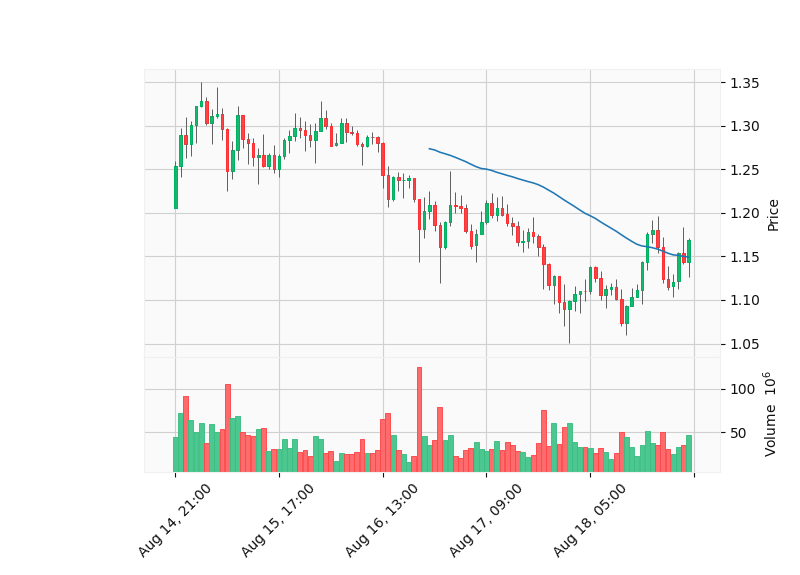 1.35
1.30
1.25
1.20
1.15
1.10
1.05
Price
100
50
Volume 10^6
Aug 14, 21:00
Aug 15, 17:00
Aug 16, 13:00
Aug 17, 09:00
Aug 18, 05:00